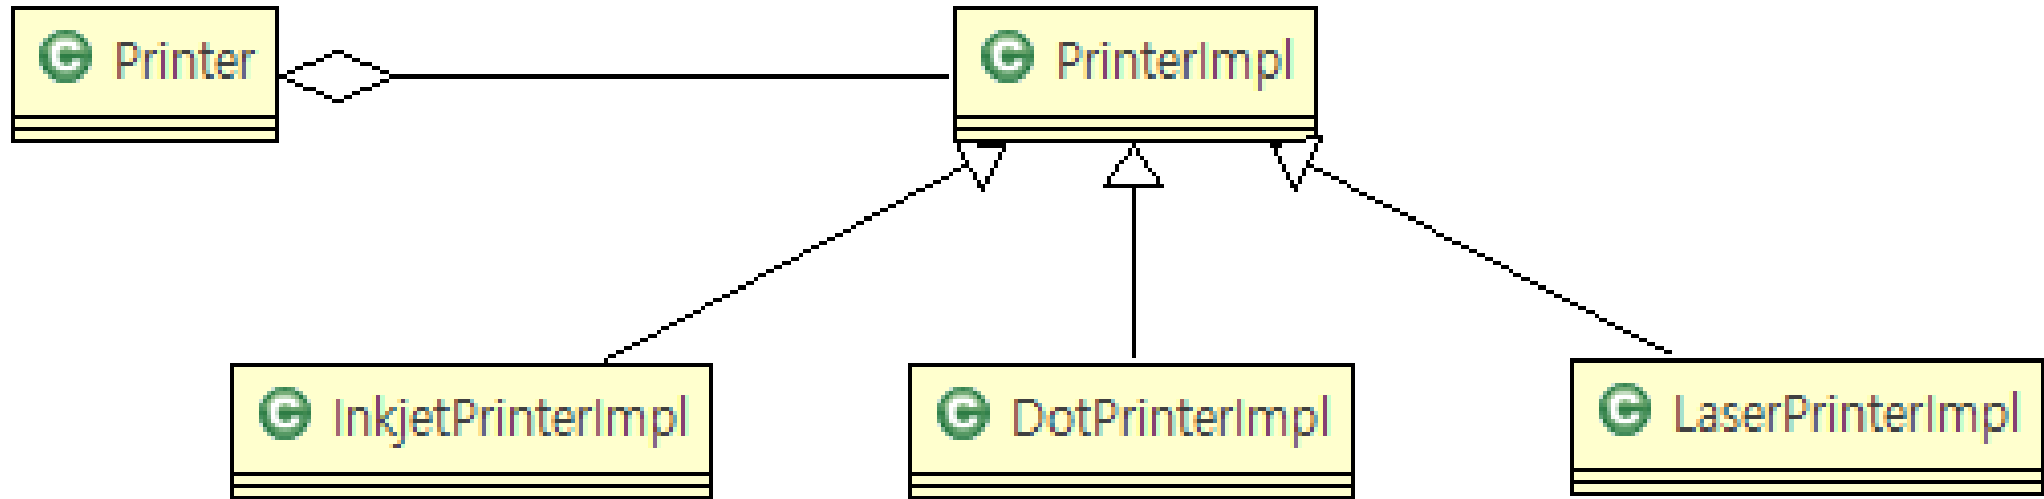 C Printer
C PrinterImpl
C InkjetPrinterImpl
C DotPrinterImpl
C LaserPrinterImpl